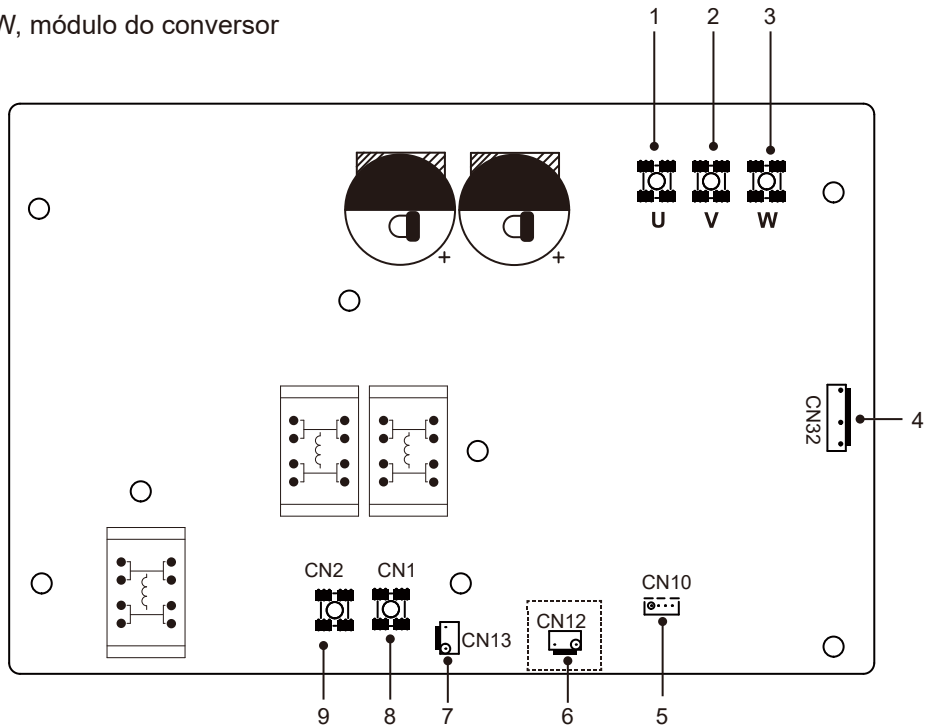 W, módulo do conversor
1 2 3
U V W
+ +
CN32
4
CN2 CN1
CN10
CN12
CN13
9 8 7 6 5